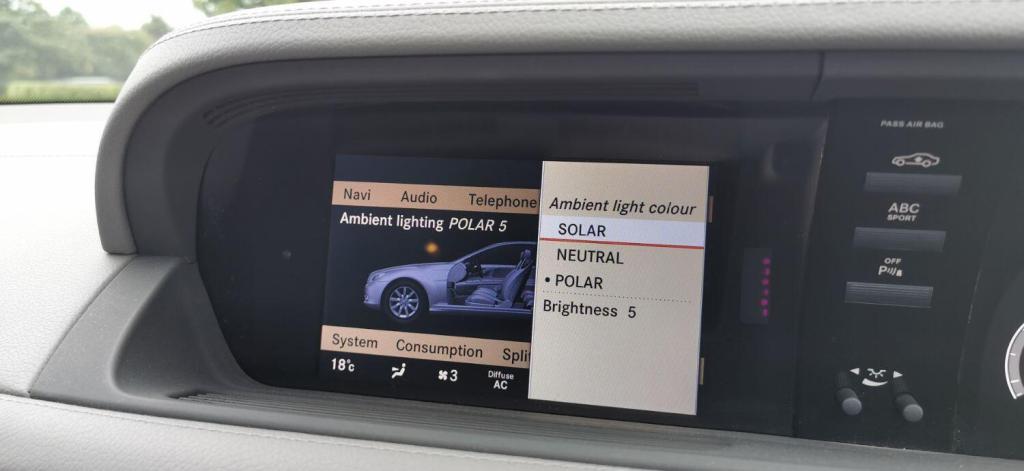 PASS AIR BAG
Navi Audio Telephone
Ambient light colour
Ambient lighting POLAR 5
SOLAR
NEUTRAL
• POLAR
Brightness 5
ABC
SPORT
OFF
P
System Consumption Spli
18°C
3
Diffuse
AC